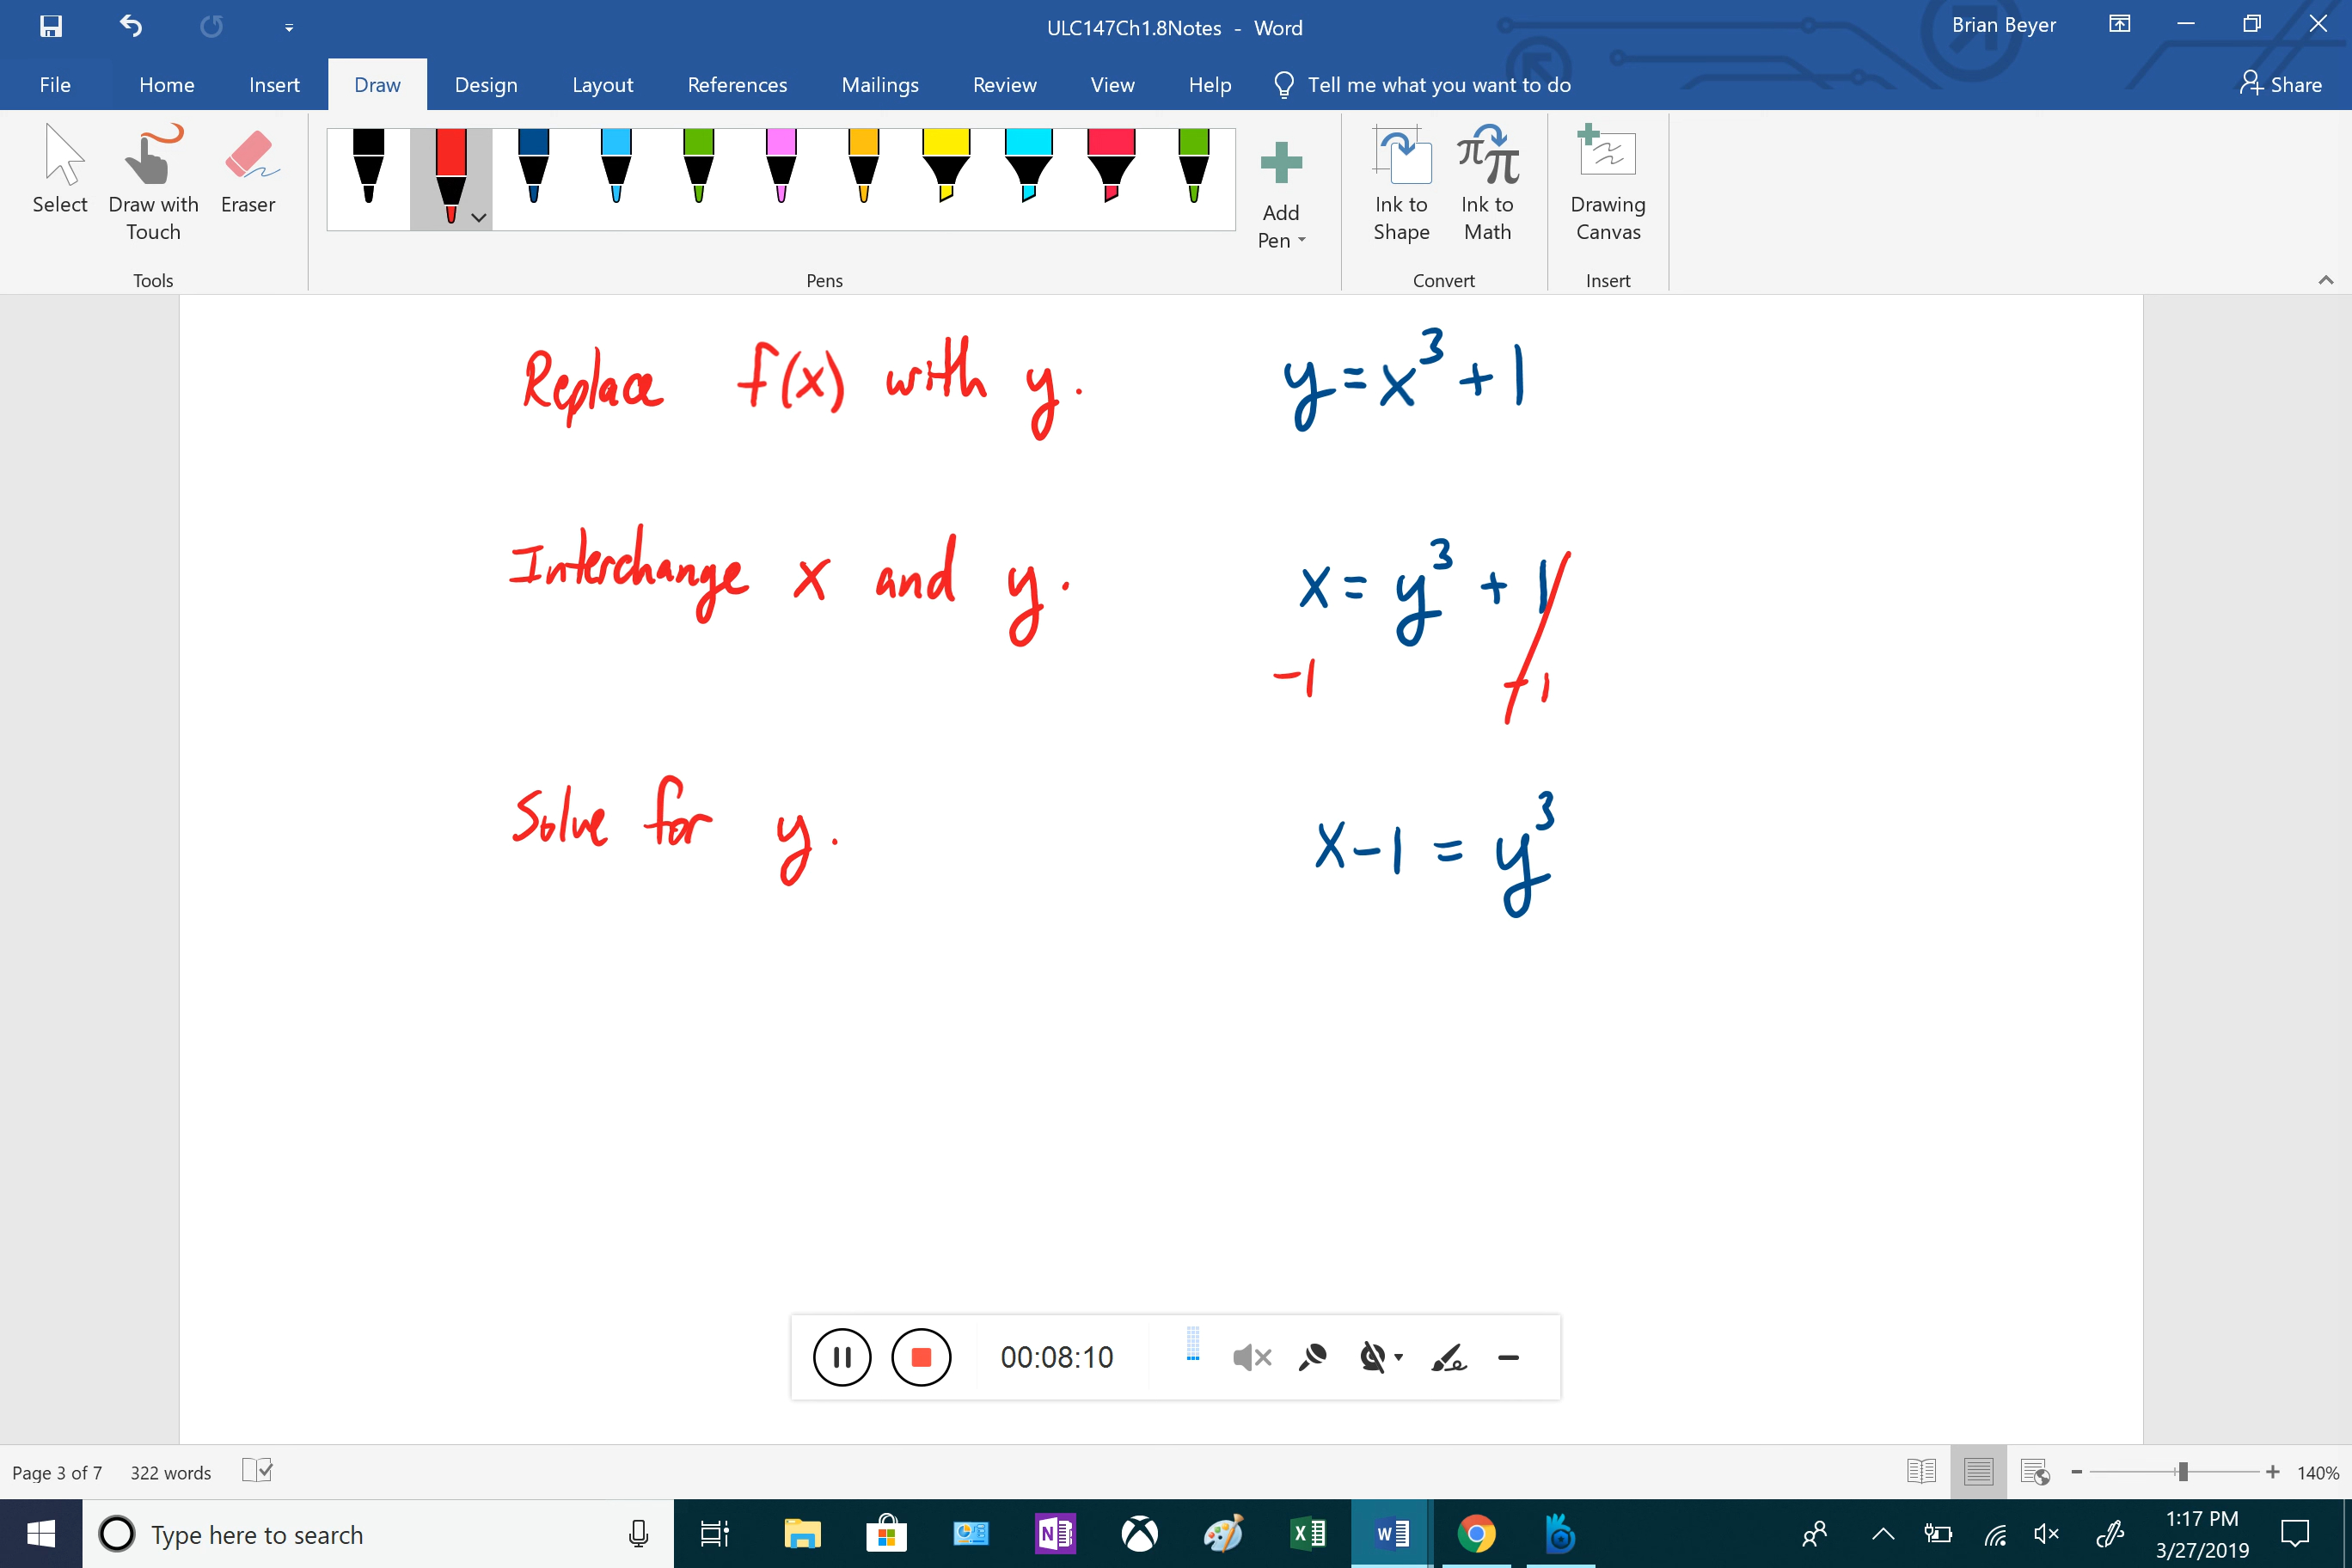 ULC147Ch1.8Notes - Word
Brian Beyer
File Home Insert Draw Design Layout References Mailings Review View Help Tell me what you want to do Share
Select Draw with Touch Eraser
Add Pen
Ink to Shape Ink to Math
Drawing Canvas
Tools Pens Convert Insert
Replace f(x) with y. y = x³ + 1
Interchange x and y. x = y³ + 1
-1 -1
Solve for y. x - 1 = y³
00:08:10
Page 3 of 7 322 words 140%
Type here to search
1:17 PM
3/27/2019